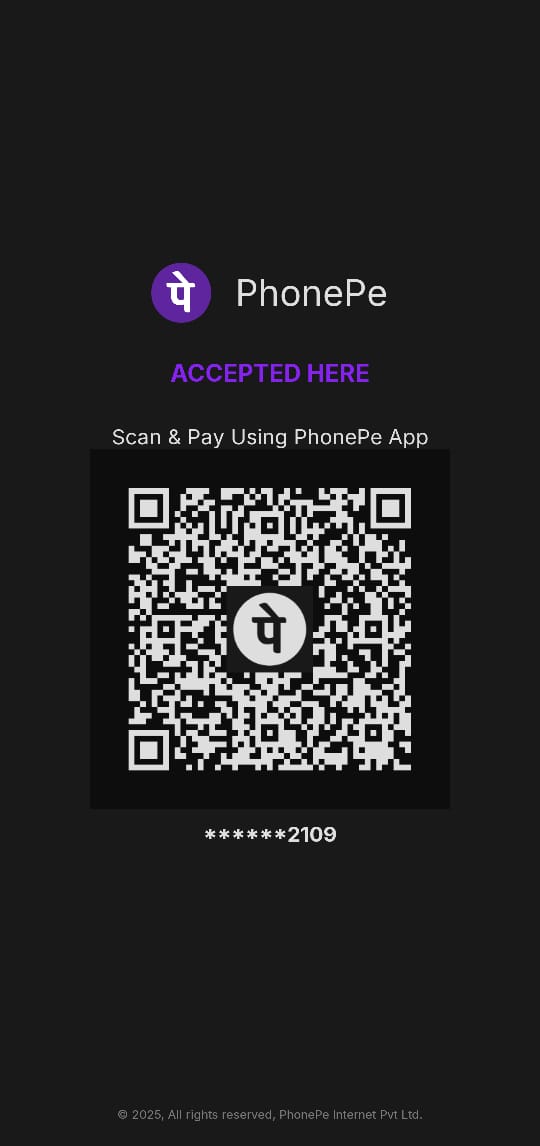 पे PhonePe
ACCEPTED HERE
Scan & Pay Using PhonePe App
पे
******2109
© 2025, All rights reserved, PhonePe Internet Pvt Ltd.